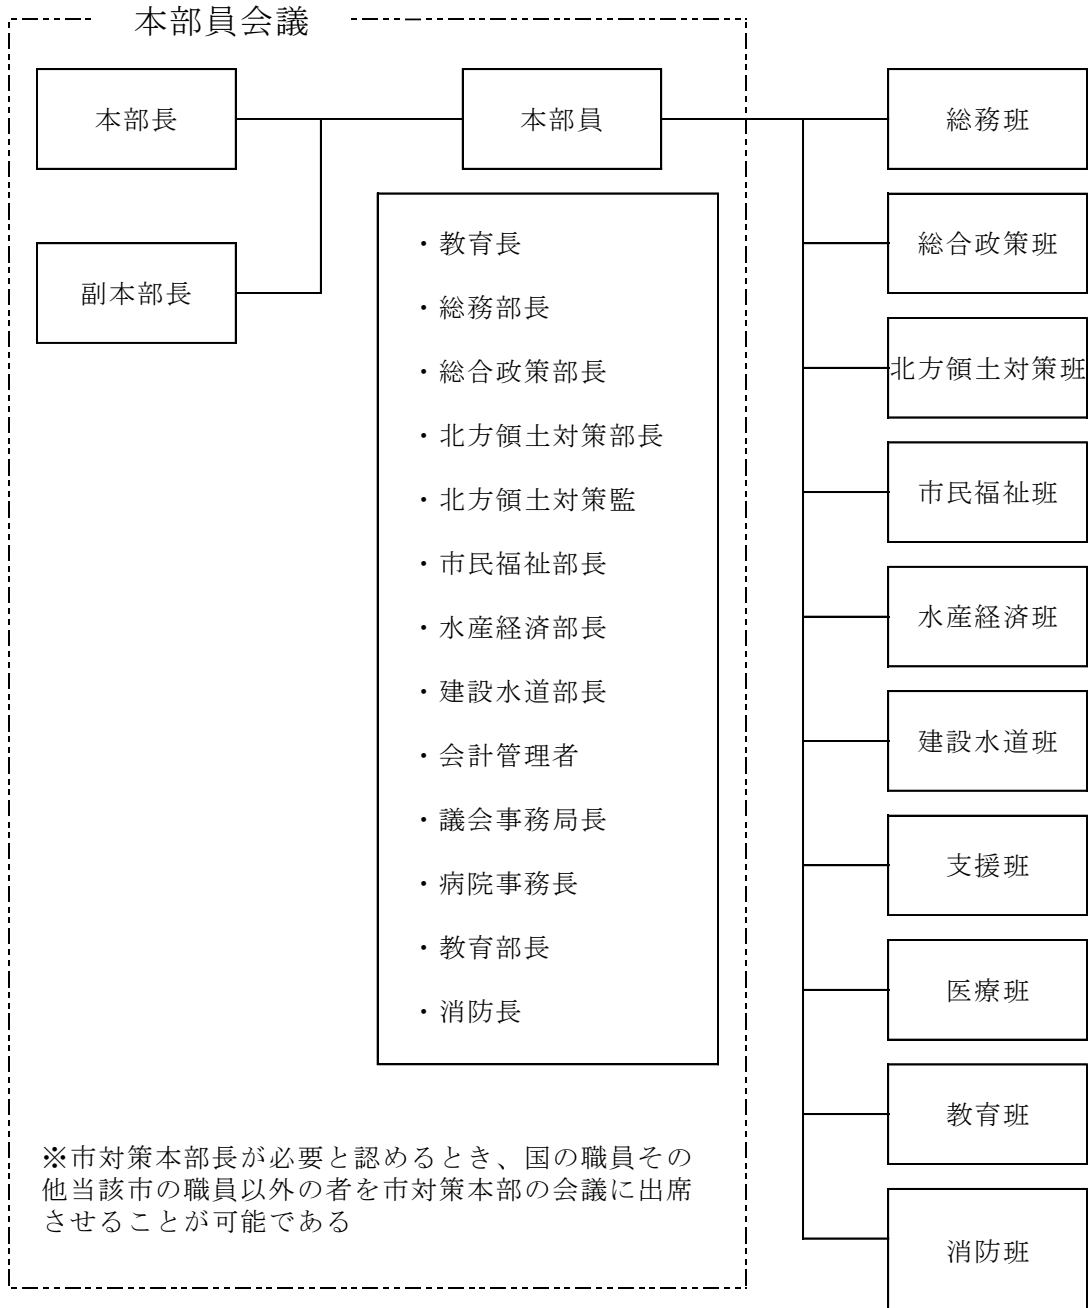 本部員会議
本部長
本部員
副本部長
・教育長
・総務部長
・総合政策部長
・北方領土対策部長
・北方領土対策監
・市民福祉部長
・水産経済部長
・建設水道部長
・会計管理者
・議会事務局長
・病院事務長
・教育部長
・消防長
※市対策本部長が必要と認めるとき、国の職員その
他当該市の職員以外の者を市対策本部の会議に出席
させることが可能である
総務班
総合政策班
北方領土対策班
市民福祉班
水産経済班
建設水道班
支援班
医療班
教育班
消防班